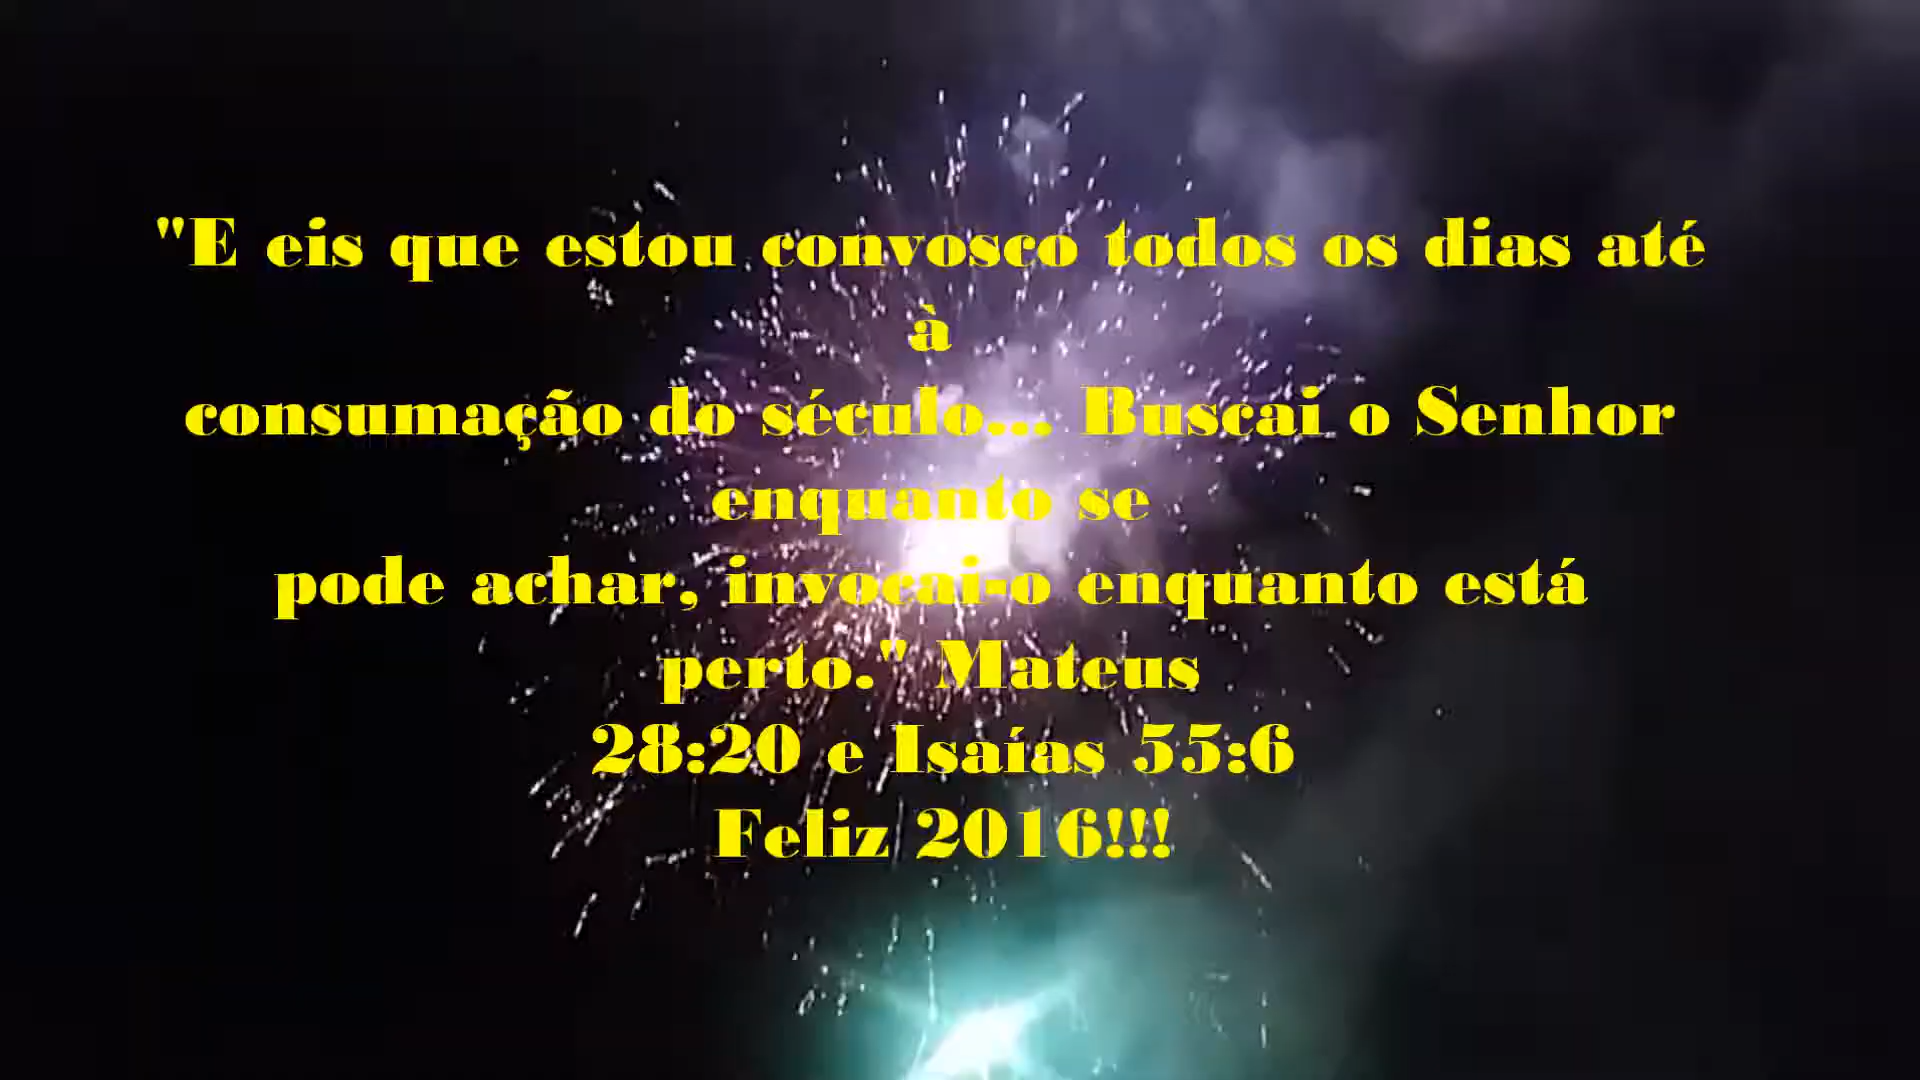 "E eis que estou convosco todos os dias até
à
consumação do século... Buscai o Senhor
enquanto se
pode achar, invocai-o enquanto está
perto." Mateus
28:20 e Isaías 55:6
Feliz 2016!!!